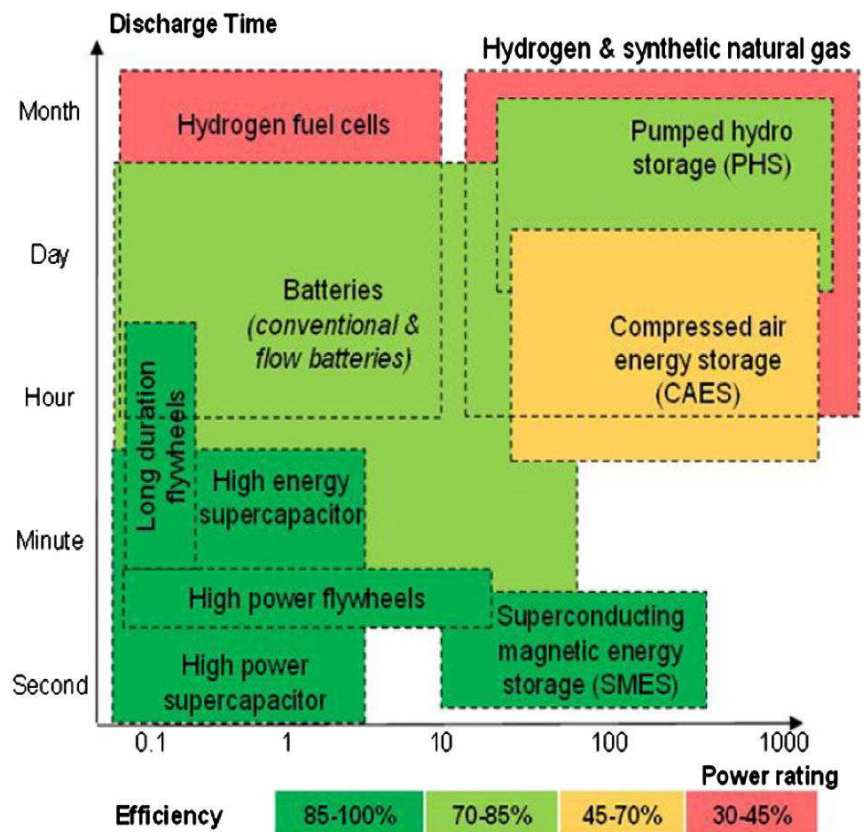 Discharge Time
Hydrogen & synthetic natural gas
Month
Hydrogen fuel cells
Pumped hydro
storage (PHS)
Day
Batteries
(conventional &
flow batteries)
Compressed air
energy storage
(CAES)
Hour
Long duration
flywheels
High energy
supercapacitor
Minute
High power flywheels
Superconducting
magnetic energy
storage (SMES)
High power
supercapacitor
Second
0.1 1 10 100 1000
Power rating
Efficiency 85-100% 70-85% 45-70% 30-45%